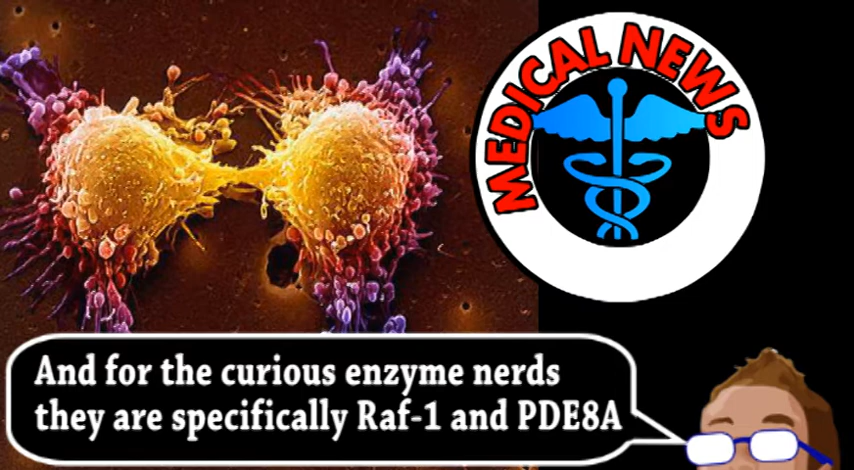 MEDICAL NEWS
And for the curious enzyme nerds
they are specifically Raf-1 and PDE8A